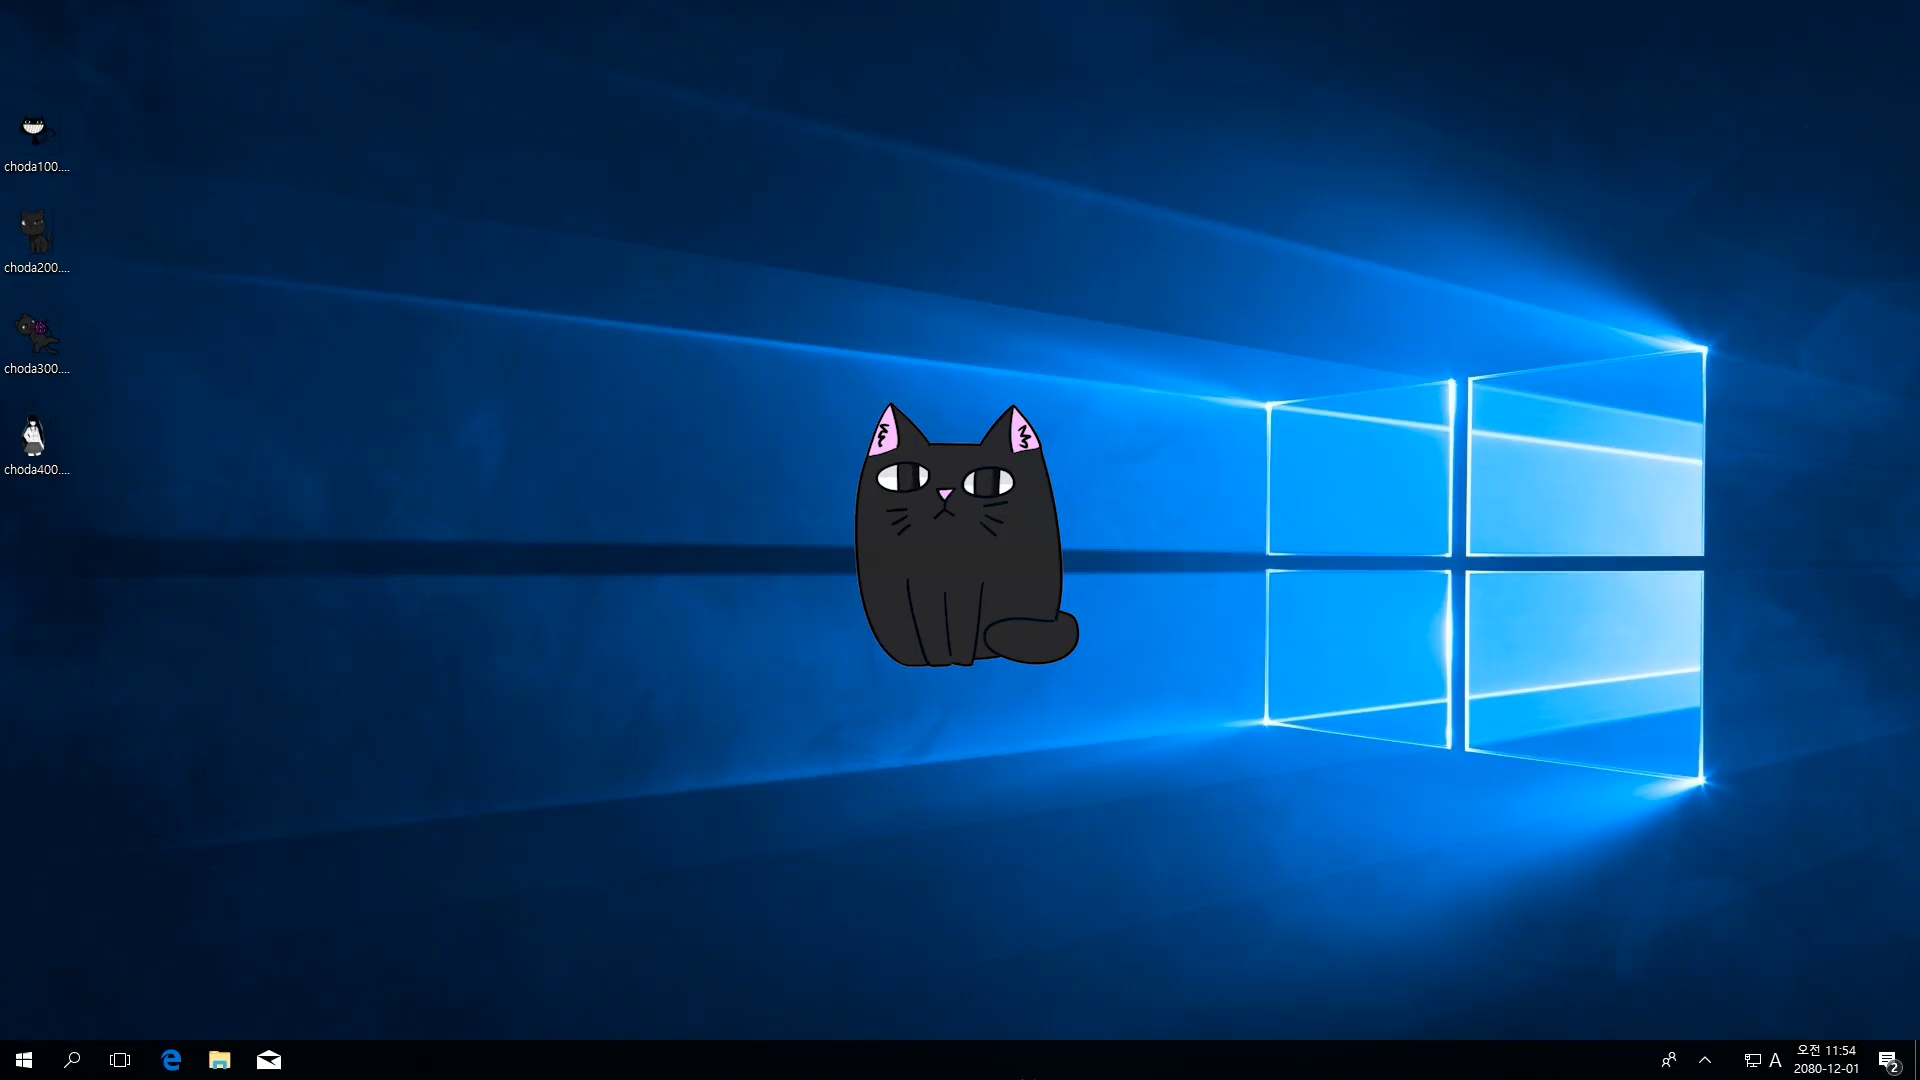 choda100....
choda200....
choda300....
choda400....
A
오전 11:54
2080-12-01
2